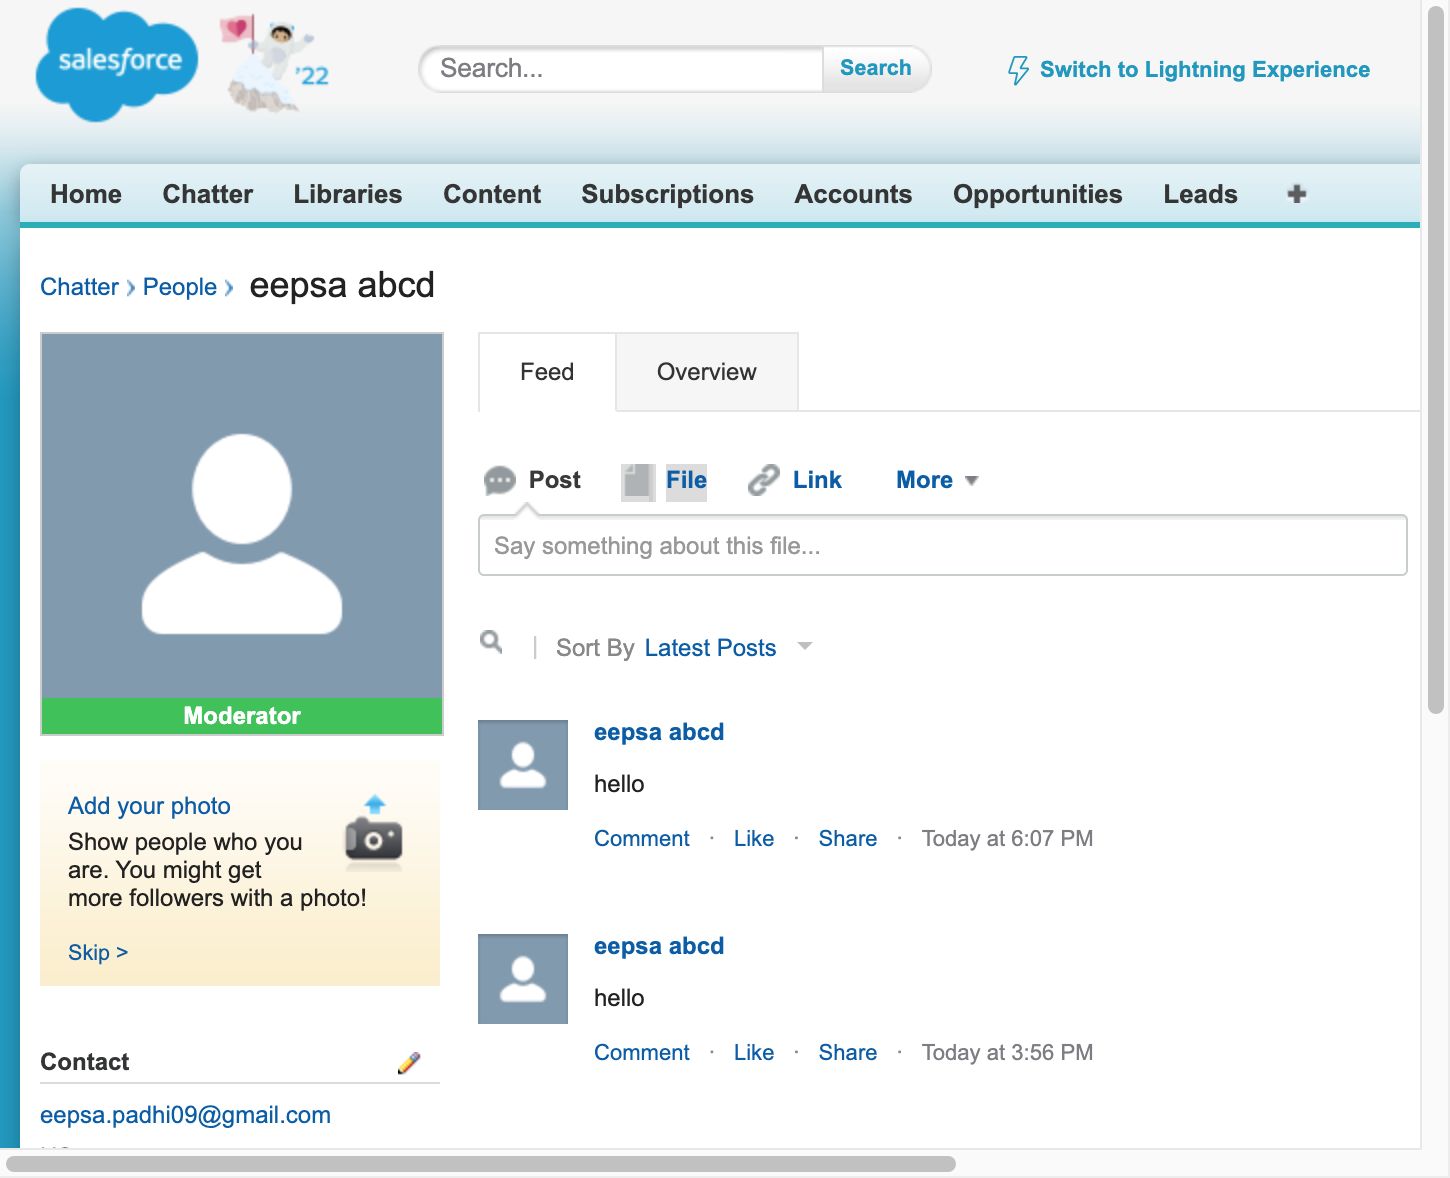 salesforce
'22
Search...
Search
Switch to Lightning Experience
Home Chatter Libraries Content Subscriptions Accounts Opportunities Leads
Chatter > People > eepsa abcd
Moderator
Add your photo
Show people who you
are. You might get
more followers with a photo!
Skip >
Contact
eepsa.padhi09@gmail.com
Feed Overview
Post File Link More
Say something about this file...
| Sort By Latest Posts
eepsa abcd
hello
Comment · Like · Share · Today at 6:07 PM
eepsa abcd
hello
Comment · Like · Share · Today at 3:56 PM